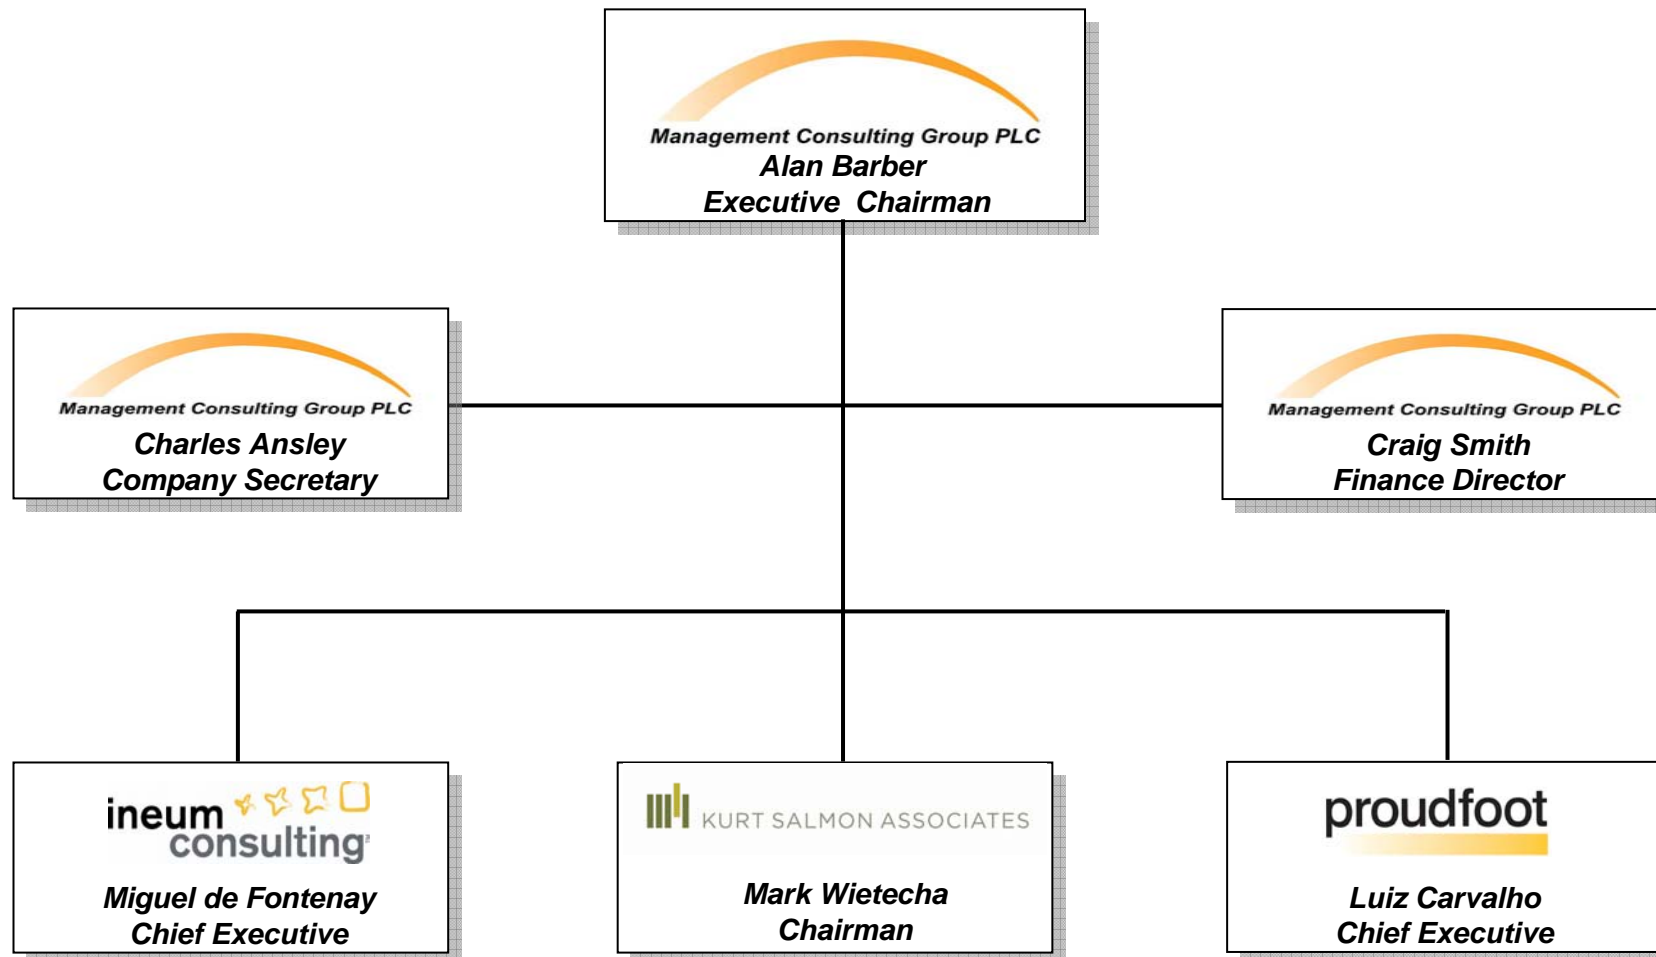 Management Consulting Group PLC
Alan Barber
Executive Chairman
Management Consulting Group PLC
Charles Ansley
Company Secretary
Management Consulting Group PLC
Craig Smith
Finance Director
ineum
consulting
Miguel de Fontenay
Chief Executive
KURT SALMON ASSOCIATES
Mark Wietecha
Chairman
proudfoot
Luiz Carvalho
Chief Executive